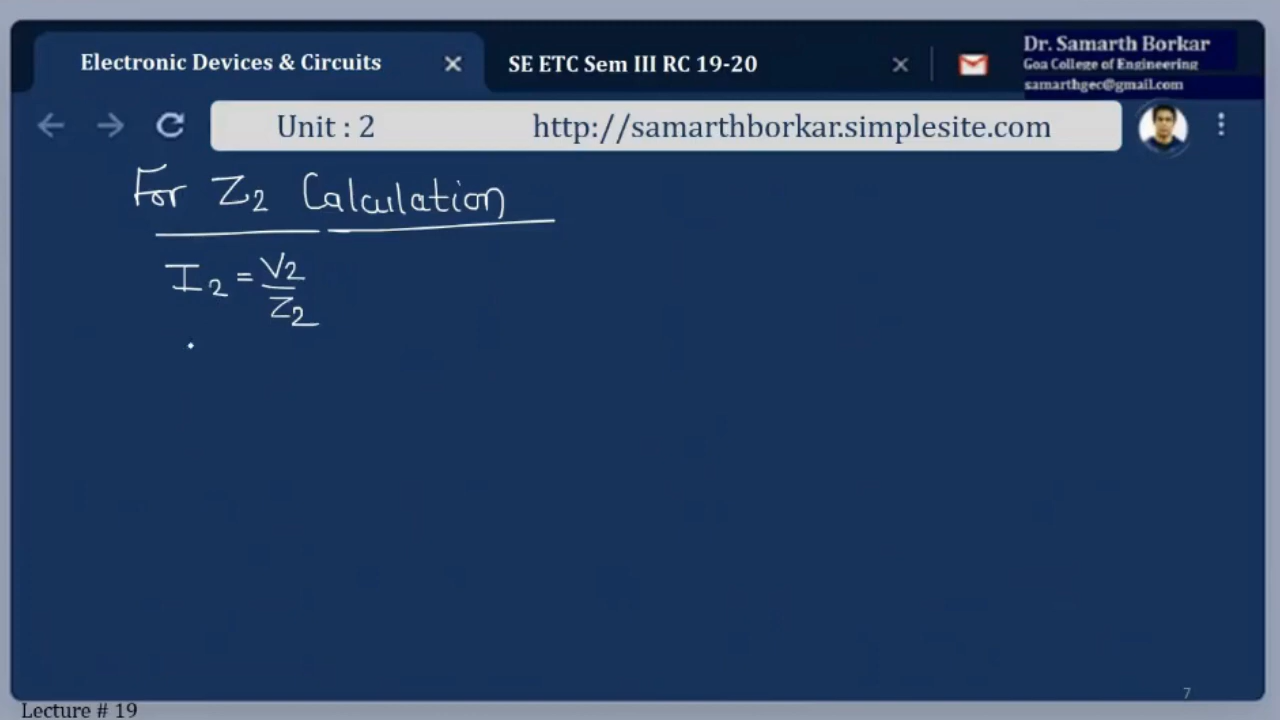 Electronic Devices & Circuits
SE ETC Sem III RC 19-20
Dr. Samarth Borkar
Goa College of Engineering
samarthgec@gmail.com
Unit : 2
http://samarthborkar.simplesite.com
For Z2 Calculation
I2 = V2
Z2
7
Lecture # 19